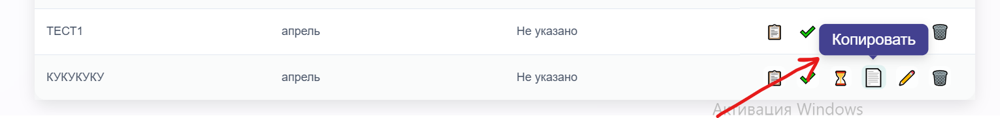 ТЕСТ1 апрель Не указано
Копировать
КУКУКУКУ апрель Не указано
Активация Windows